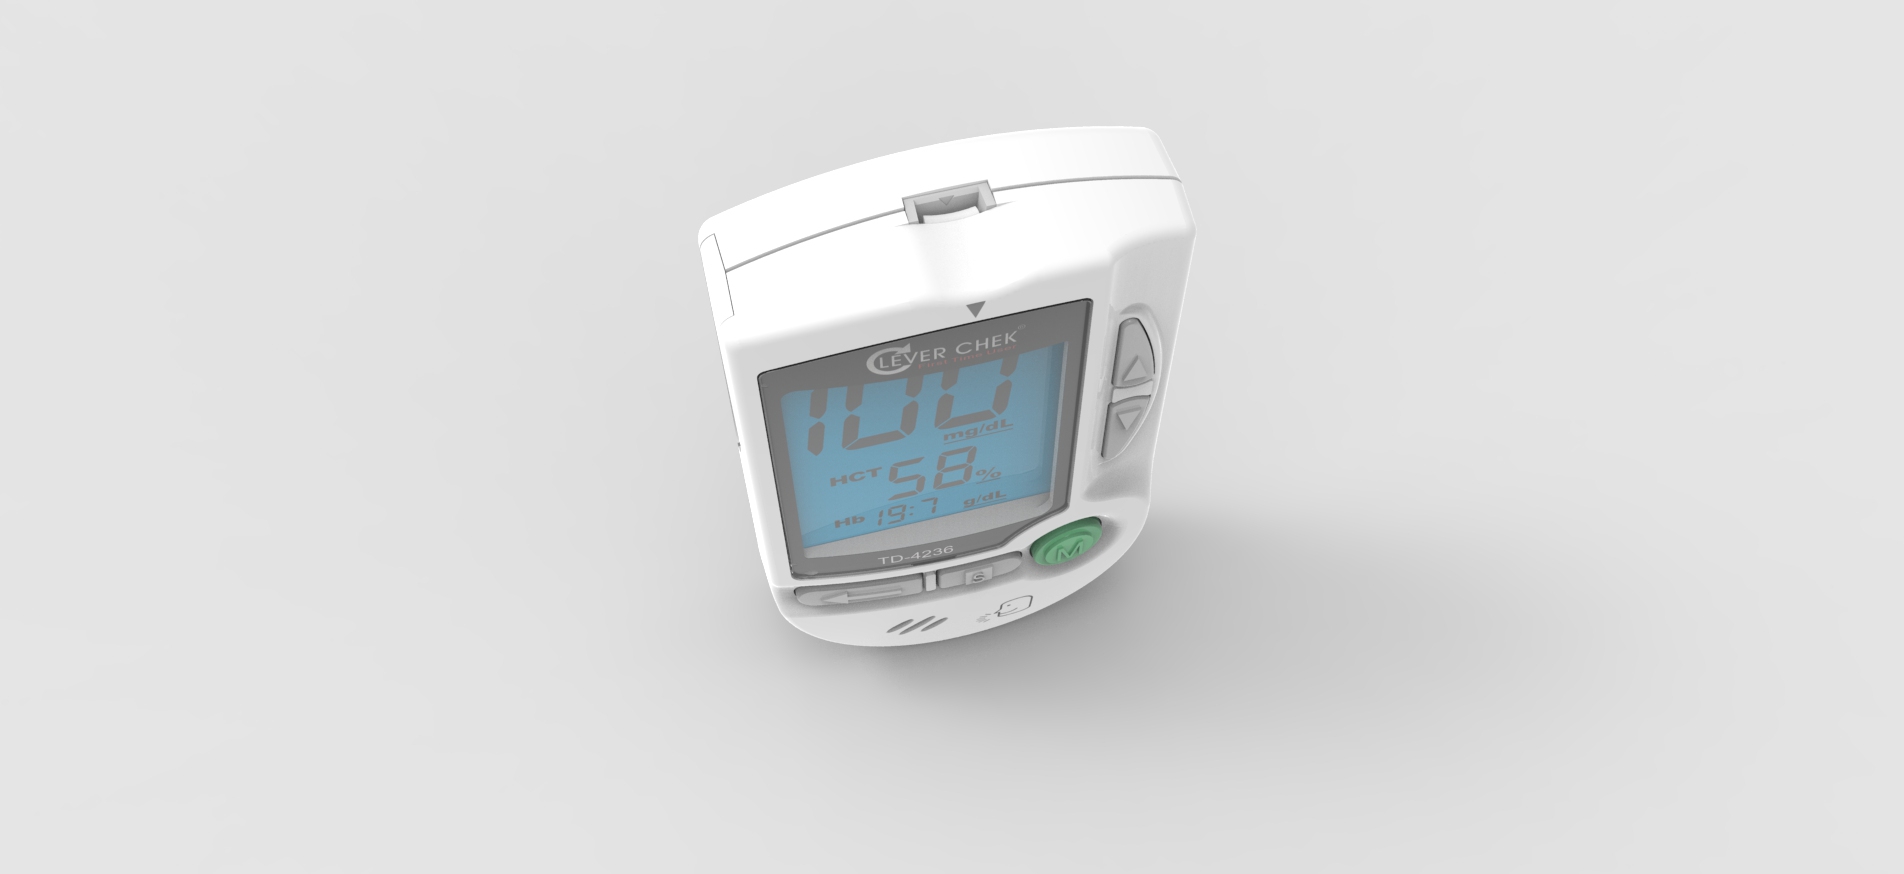 CLEVER CHEK
100
mg/dL
HCT 58 %
Hb 19:7 g/dL
TD-4236
S
M